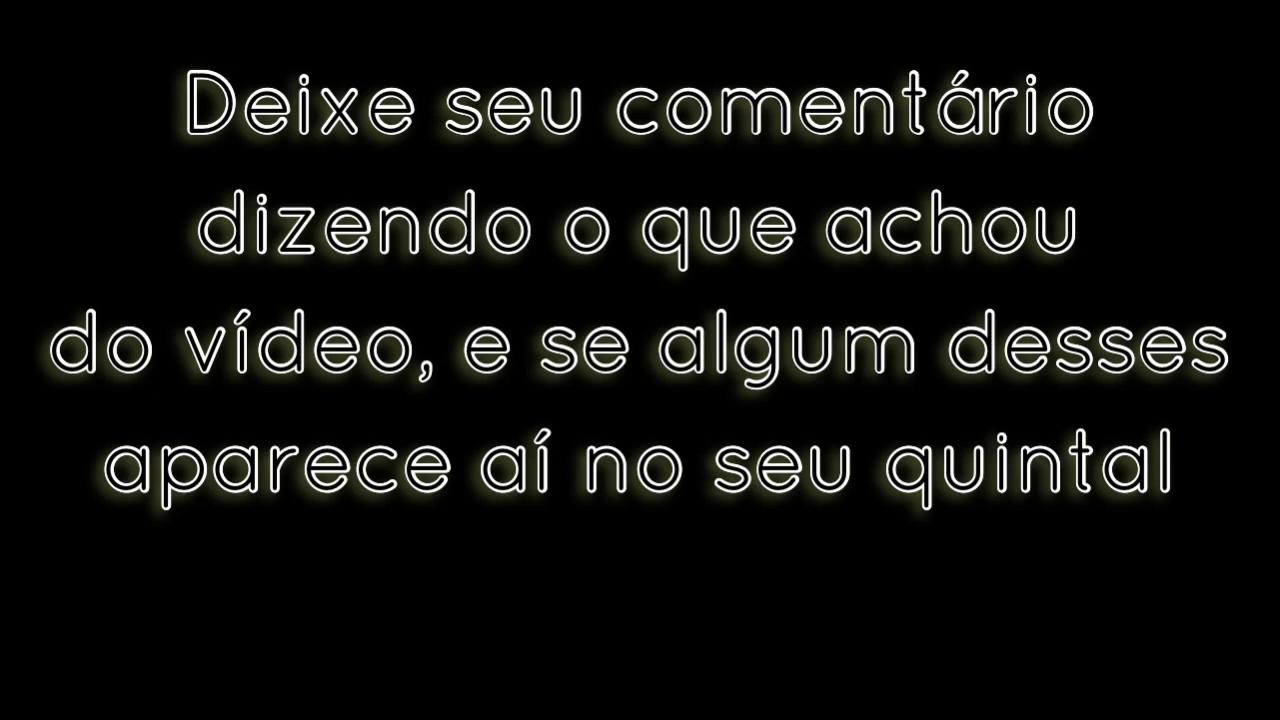 Deixe seu comentário
dizendo o que achou
do vídeo, e se algum desses
aparece aí no seu quintal